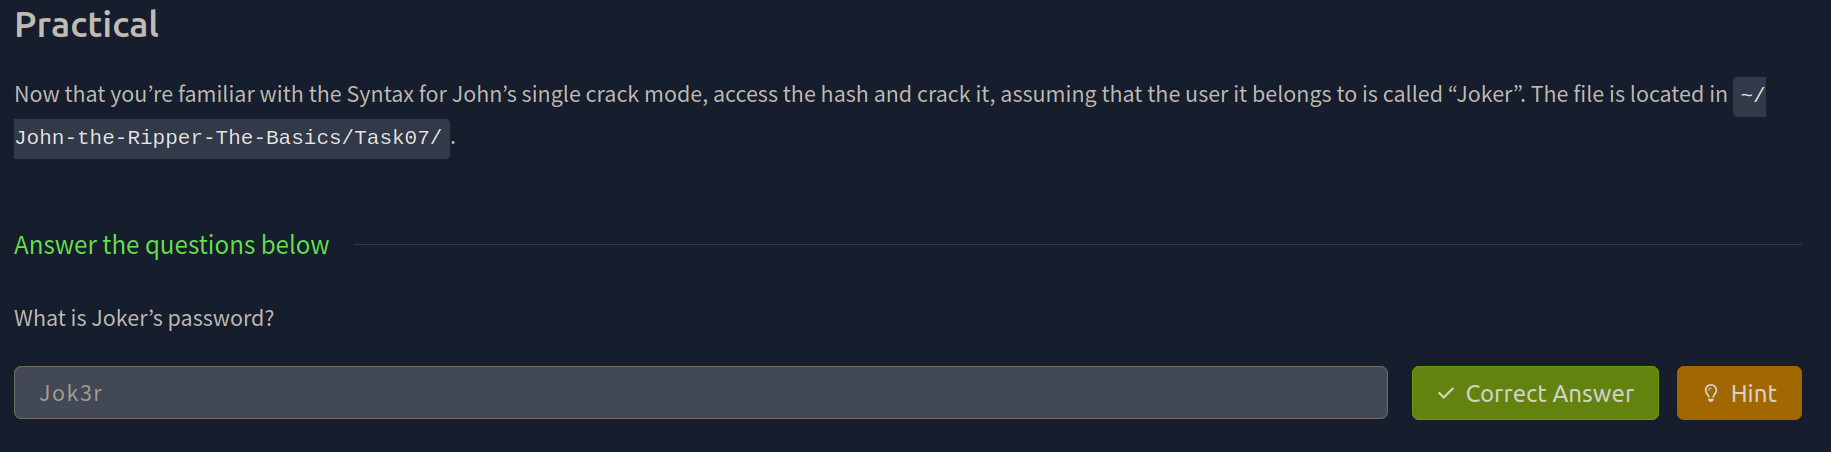 Practical
Now that you’re familiar with the Syntax for John’s single crack mode, access the hash and crack it, assuming that the user it belongs to is called “Joker”. The file is located in ~/
John-the-Ripper-The-Basics/Task07/ .
Answer the questions below
What is Joker’s password?
Jok3r
Correct Answer
Hint